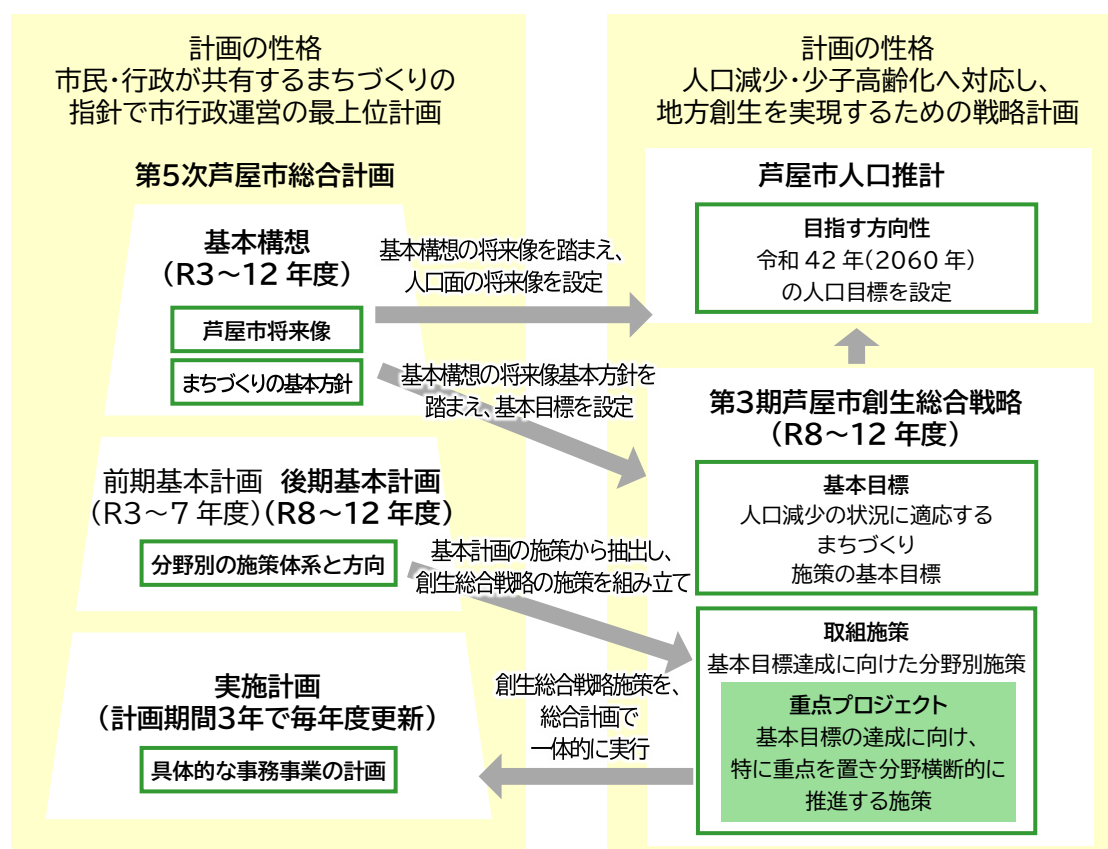 計画の性格
市民・行政が共有するまちづくりの
指針で市行政運営の最上位計画
第5次芦屋市総合計画
基本構想
(R3～12 年度)
芦屋市将来像
まちづくりの基本方針
前期基本計画 後期基本計画
(R3～7 年度)(R8～12 年度)
分野別の施策体系と方向
実施計画
(計画期間3年で毎年度更新)
具体的な事務事業の計画
基本構想の将来像を踏まえ、
人口面の将来像を設定
基本構想の将来像基本方針を
踏まえ、基本目標を設定
基本計画の施策から抽出し、
創生総合戦略の施策を組み立て
創生総合戦略施策を、
総合計画で
一体的に実行
計画の性格
人口減少・少子高齢化へ対応し、
地方創生を実現するための戦略計画
芦屋市人口推計
目指す方向性
令和 42 年(2060 年)
の人口目標を設定
第3期芦屋市創生総合戦略
(R8～12 年度)
基本目標
人口減少の状況に適応する
まちづくり
施策の基本目標
取組施策
基本目標達成に向けた分野別施策
重点プロジェクト
基本目標の達成に向け、
特に重点を置き分野横断的に
推進する施策